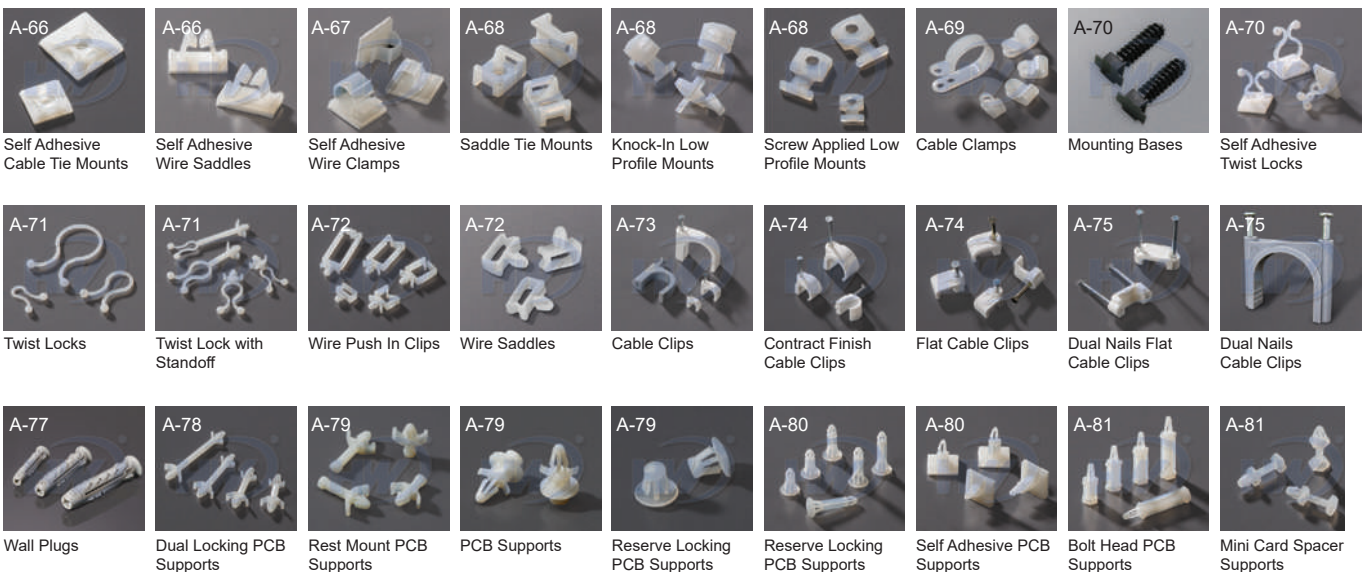 A-66
A-66
A-67
A-68
A-68
A-68
A-69
A-70
A-70
Self Adhesive
Cable Tie Mounts
Self Adhesive
Wire Saddles
Self Adhesive
Wire Clamps
Saddle Tie Mounts
Knock-In Low
Profile Mounts
Screw Applied Low
Profile Mounts
Cable Clamps
Mounting Bases
Self Adhesive
Twist Locks
A-71
A-71
A-72
A-72
A-73
A-74
A-74
A-75
A-75
Twist Locks
Twist Lock with
Standoff
Wire Push In Clips
Wire Saddles
Cable Clips
Contract Finish
Cable Clips
Flat Cable Clips
Dual Nails Flat
Cable Clips
Dual Nails
Cable Clips
A-77
A-78
A-79
A-79
A-79
A-80
A-80
A-81
A-81
Wall Plugs
Dual Locking PCB
Supports
Rest Mount PCB
Supports
PCB Supports
Reserve Locking
PCB Supports
Reserve Locking
PCB Supports
Self Adhesive PCB
Supports
Bolt Head PCB
Supports
Mini Card Spacer
Supports